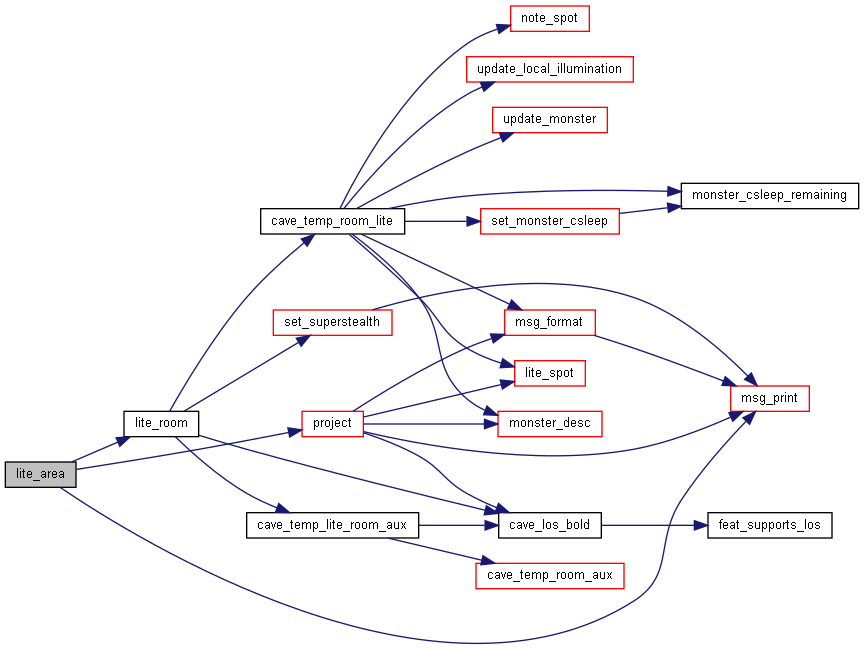 note_spot
update_local_illumination
update_monster
monster_csleep_remaining
cave_temp_room_lite
set_monster_csleep
set_superstealth
msg_format
lite_spot
msg_print
lite_room
project
monster_desc
lite_area
cave_temp_lite_room_aux
cave_los_bold
feat_supports_los
cave_temp_room_aux